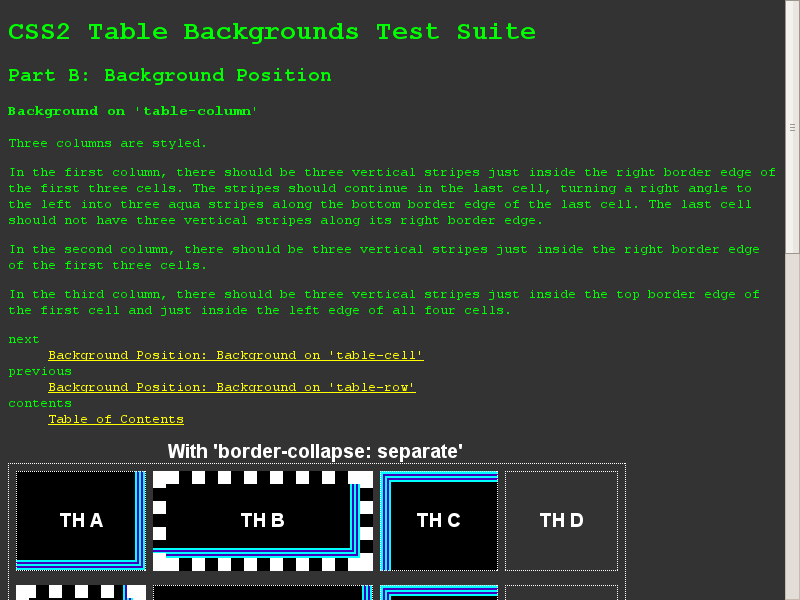 CSS2 Table Backgrounds Test Suite
Part B: Background Position
Background on 'table-column'
Three columns are styled.
In the first column, there should be three vertical stripes just inside the right border edge of
the first three cells. The stripes should continue in the last cell, turning a right angle to
the left into three aqua stripes along the bottom border edge of the last cell. The last cell
should not have three vertical stripes along its right border edge.
In the second column, there should be three vertical stripes just inside the right border edge
of the first three cells.
In the third column, there should be three vertical stripes just inside the top border edge of
the first cell and just inside the left edge of all four cells.
next
Background Position: Background on 'table-cell'
previous
Background Position: Background on 'table-row'
contents
Table of Contents
With 'border-collapse: separate'
TH A TH B TH C TH D